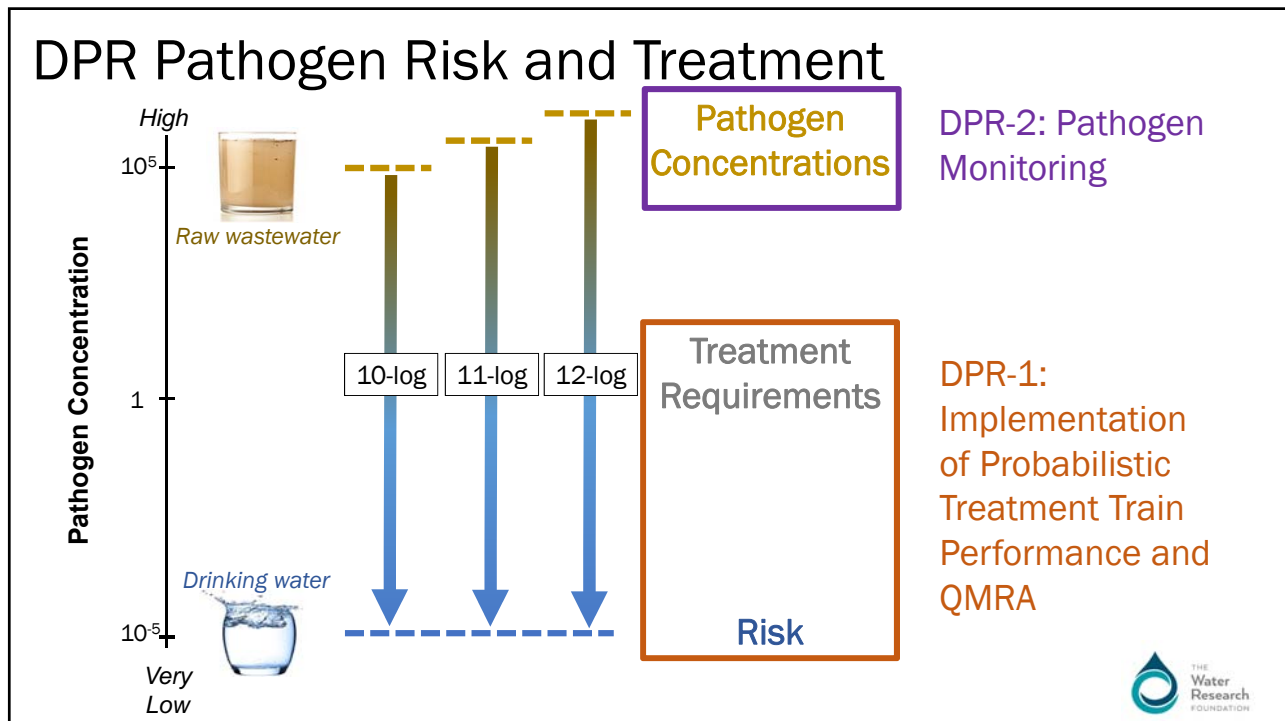 DPR Pathogen Risk and Treatment
High
10⁵
1
10⁻⁵
Very
Low
Pathogen Concentration
Raw wastewater
Drinking water
10-log
11-log
12-log
Pathogen
Concentrations
Treatment
Requirements
Risk
DPR-2: Pathogen
Monitoring
DPR-1:
Implementation
of Probabilistic
Treatment Train
Performance and
QMRA
THE
Water
Research
FOUNDATION